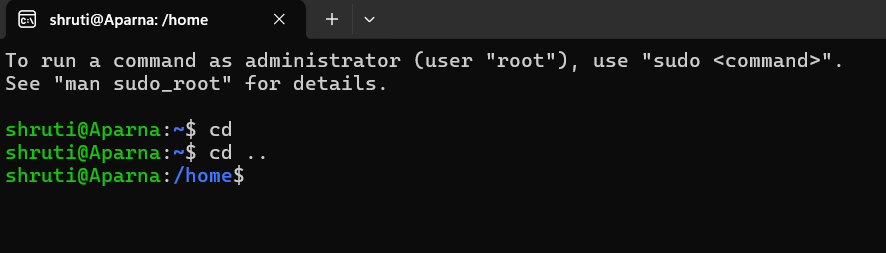 shruti@Aparna: /home
To run a command as administrator (user "root"), use "sudo <command>".
See "man sudo_root" for details.
shruti@Aparna:~$ cd
shruti@Aparna:~$ cd ..
shruti@Aparna:/home$